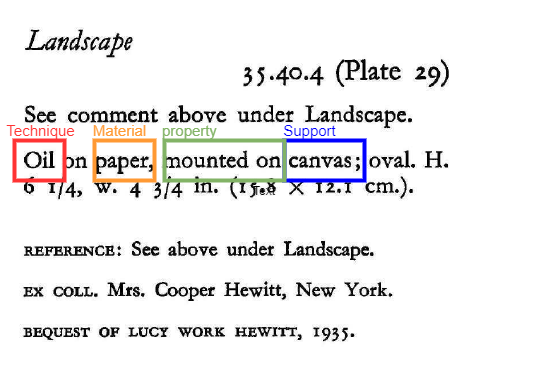 Landscape
35.40.4 (Plate 29)
See comment above under Landscape.
Technique Material property Support
Oil on paper, mounted on canvas; oval. H.
6 1/4, w. 4 3/4 in. (15.8 × 12.1 cm.).
Text
REFERENCE: See above under Landscape.
EX COLL. Mrs. Cooper Hewitt, New York.
BEQUEST OF LUCY WORK HEWITT, 1935.